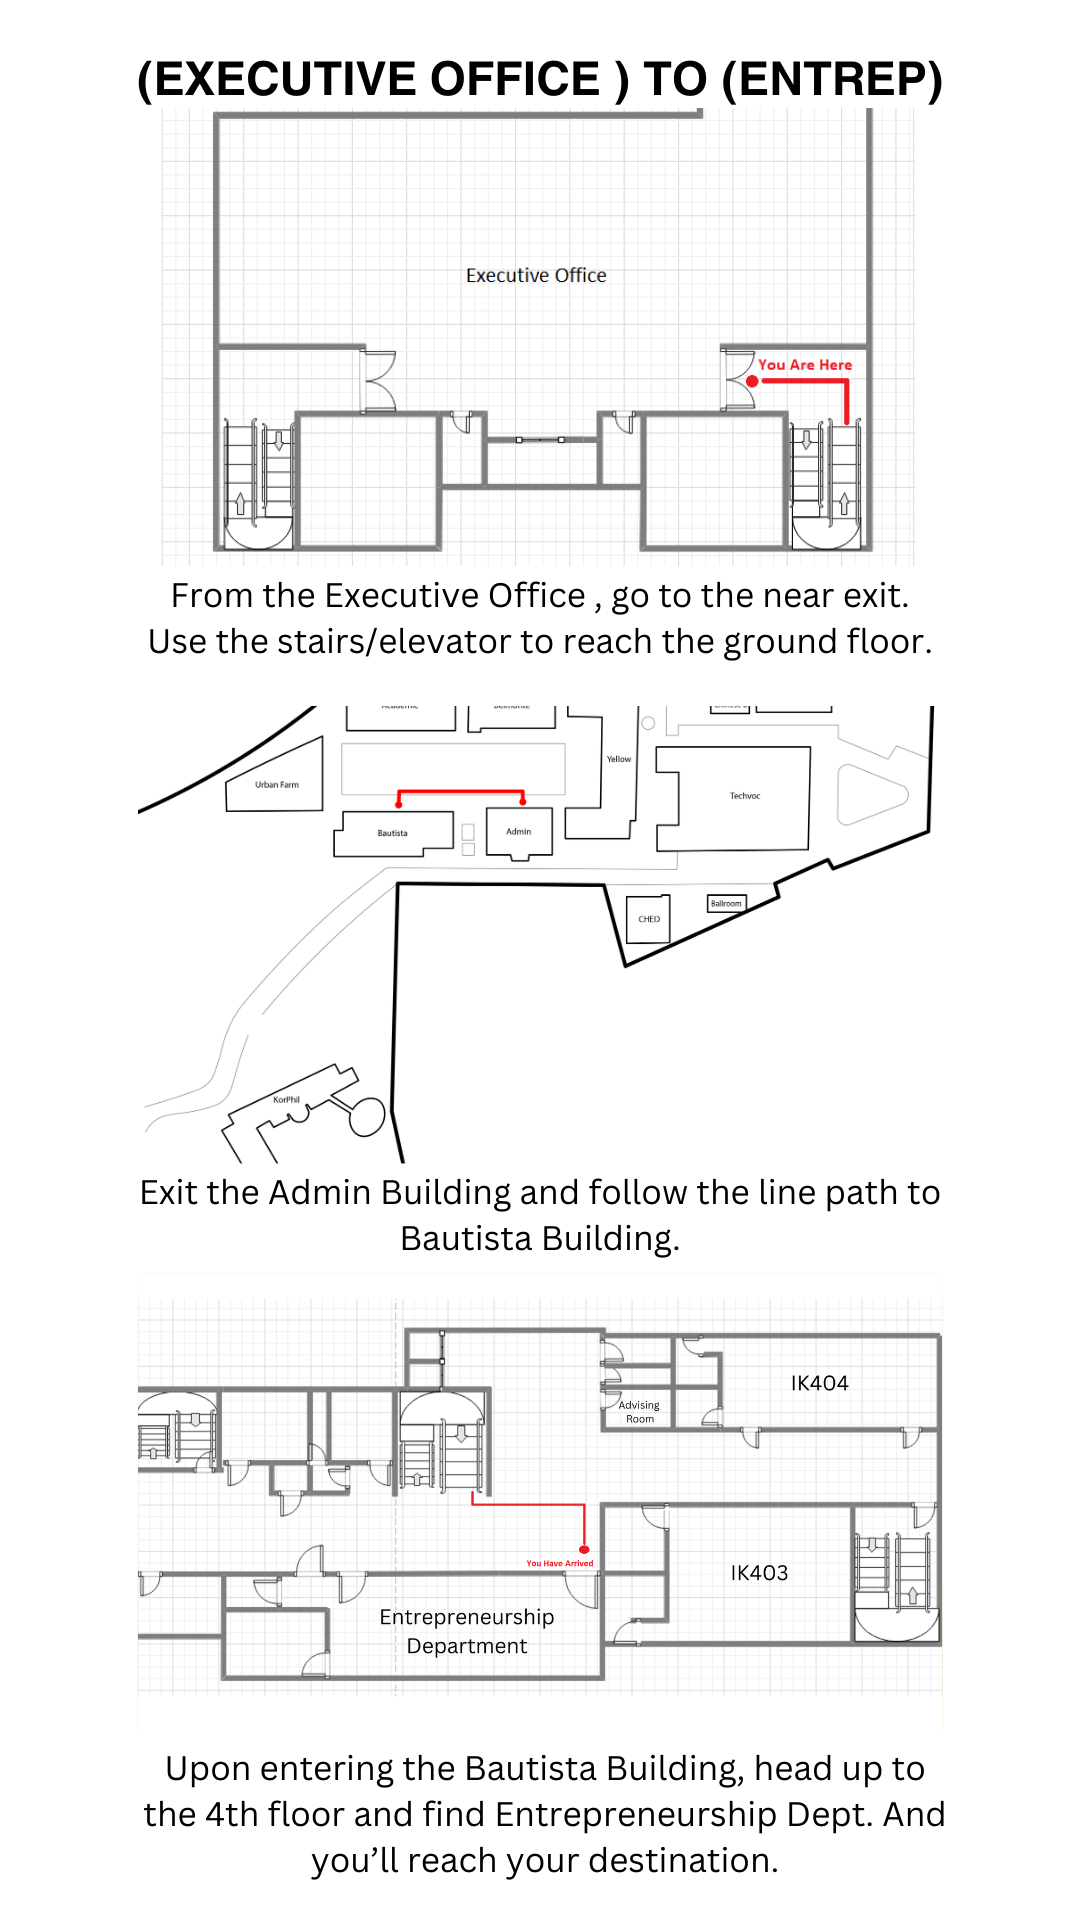 (EXECUTIVE OFFICE ) TO (ENTREP)
Executive Office
You Are Here
From the Executive Office , go to the near exit.
Use the stairs/elevator to reach the ground floor.
Academic
Belmonte
Yellow
Urban Farm
Techvoc
Bautista
Admin
CHED
Ballroom
KorPhil
Exit the Admin Building and follow the line path to
Bautista Building.
IK404
Advising
Room
You Have Arrived
IK403
Entrepreneurship
Department
Upon entering the Bautista Building, head up to
the 4th floor and find Entrepreneurship Dept. And
you’ll reach your destination.